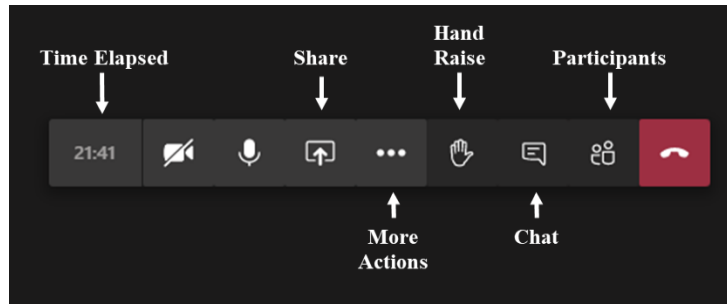 Time Elapsed
Share
Hand
Raise
Participants
21:41
More
Actions
Chat